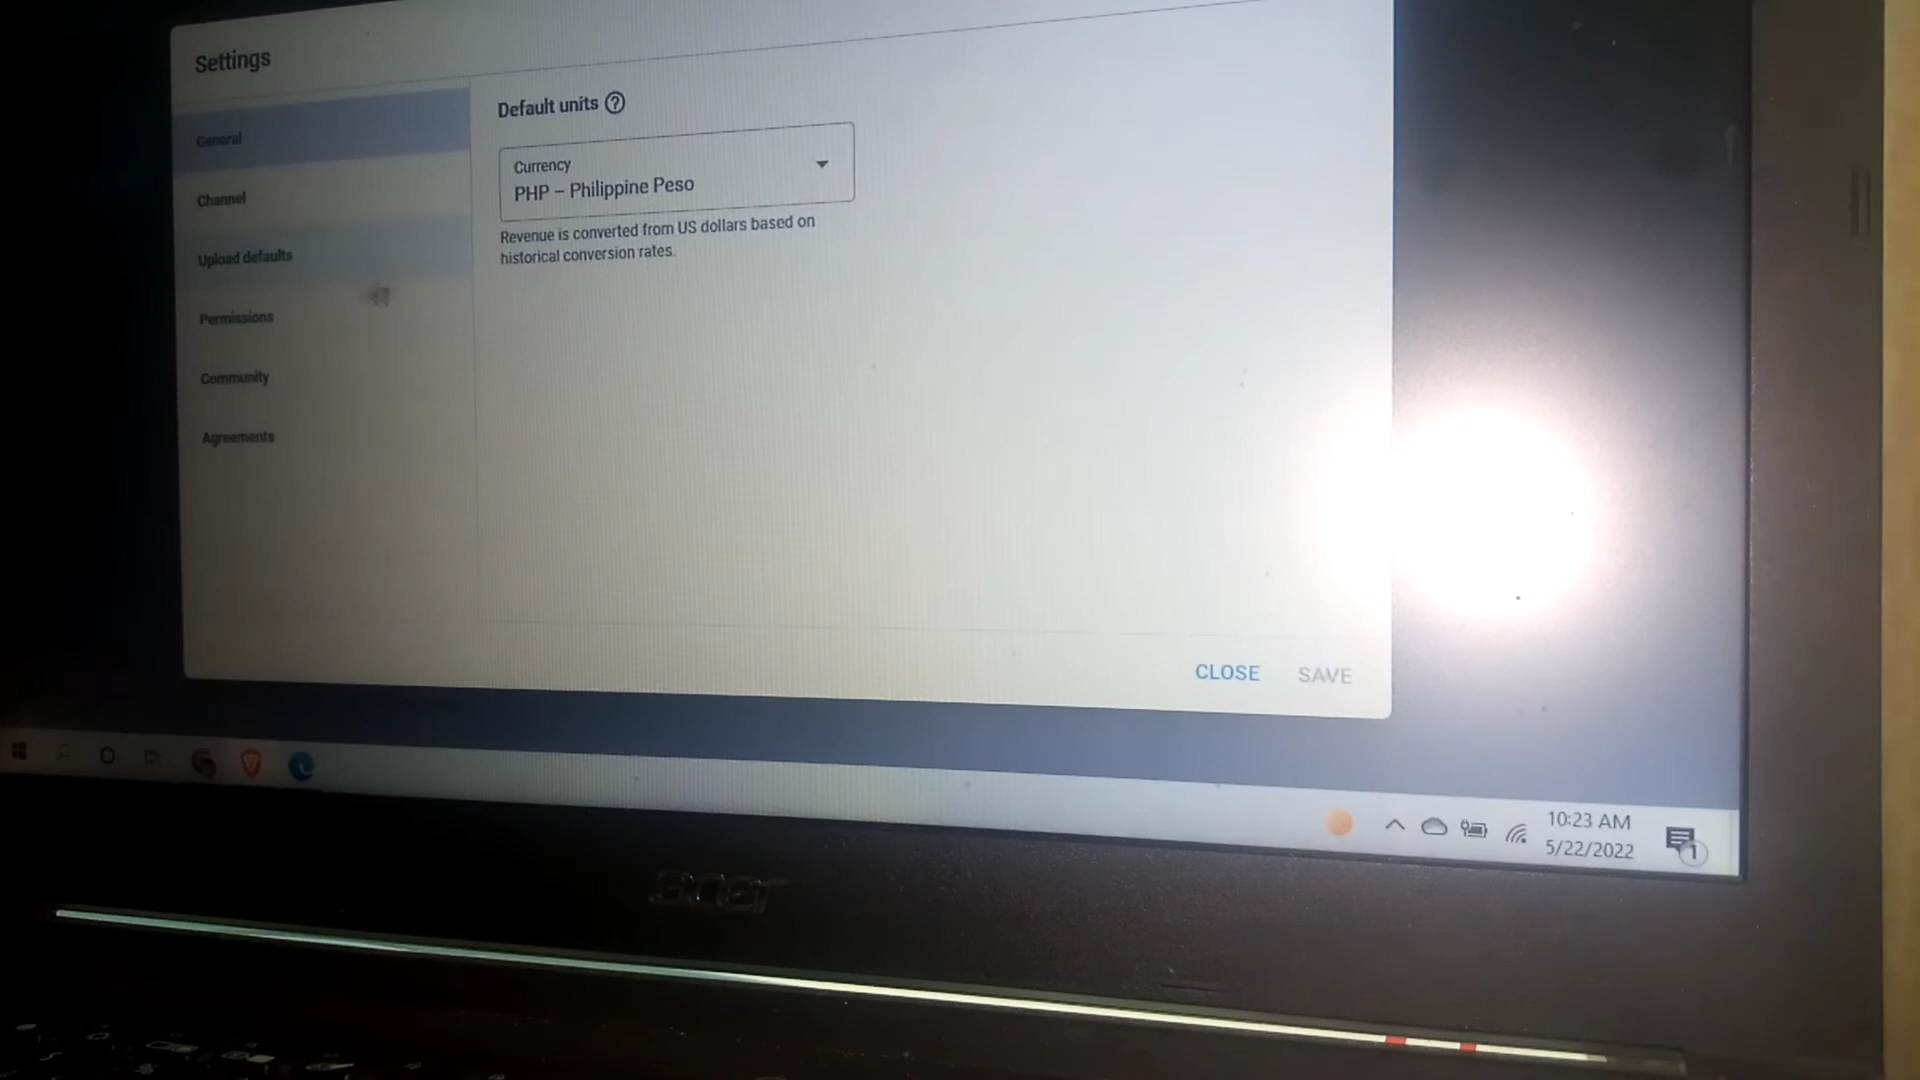 Settings
General
Channel
Upload defaults
Permissions
Community
Agreements
Default units ?
Currency
PHP – Philippine Peso
Revenue is converted from US dollars based on
historical conversion rates.
CLOSE SAVE
10:23 AM
5/22/2022
1
acer